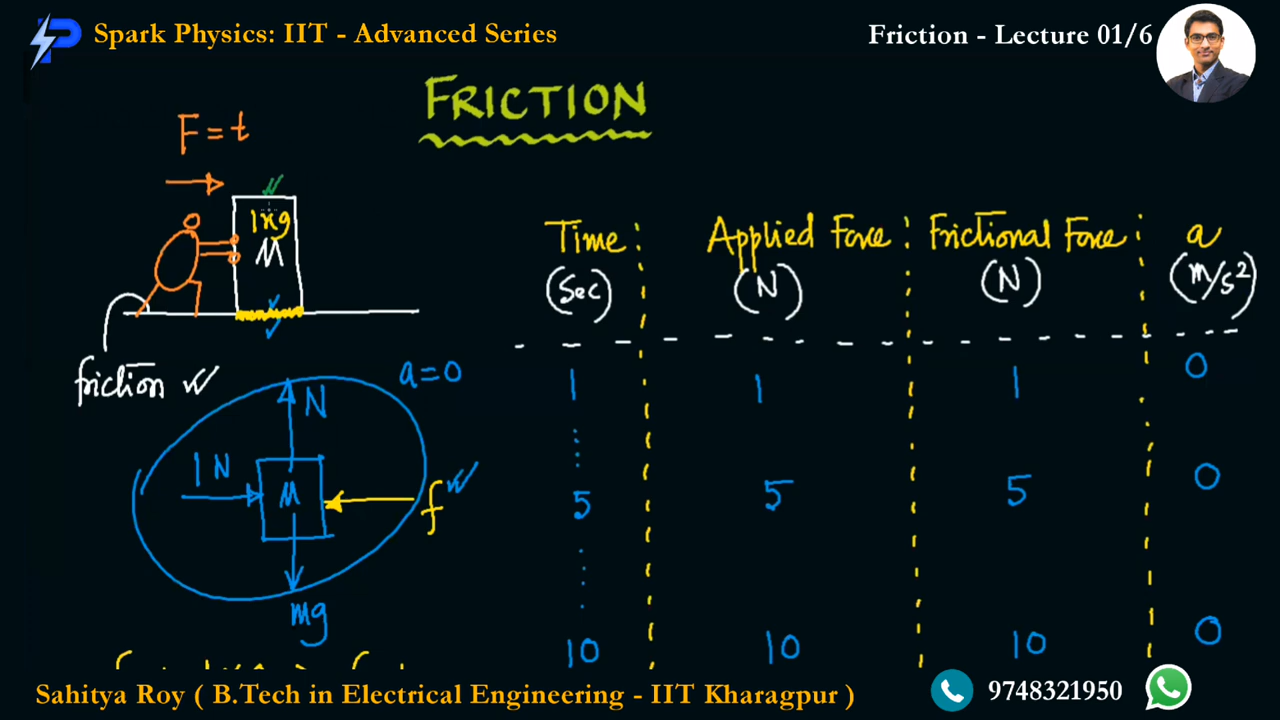 Spark Physics: IIT - Advanced Series
Friction - Lecture 01/6
FRICTION
F = t
1kg
M
friction
a=0
N
1N
M
f
mg
Time Applied Force Frictional Force a
(Sec) (N) (N) (m/s²)
1 1 1 0
5 5 5 0
10 10 10 0
Sahitya Roy ( B.Tech in Electrical Engineering - IIT Kharagpur )
9748321950